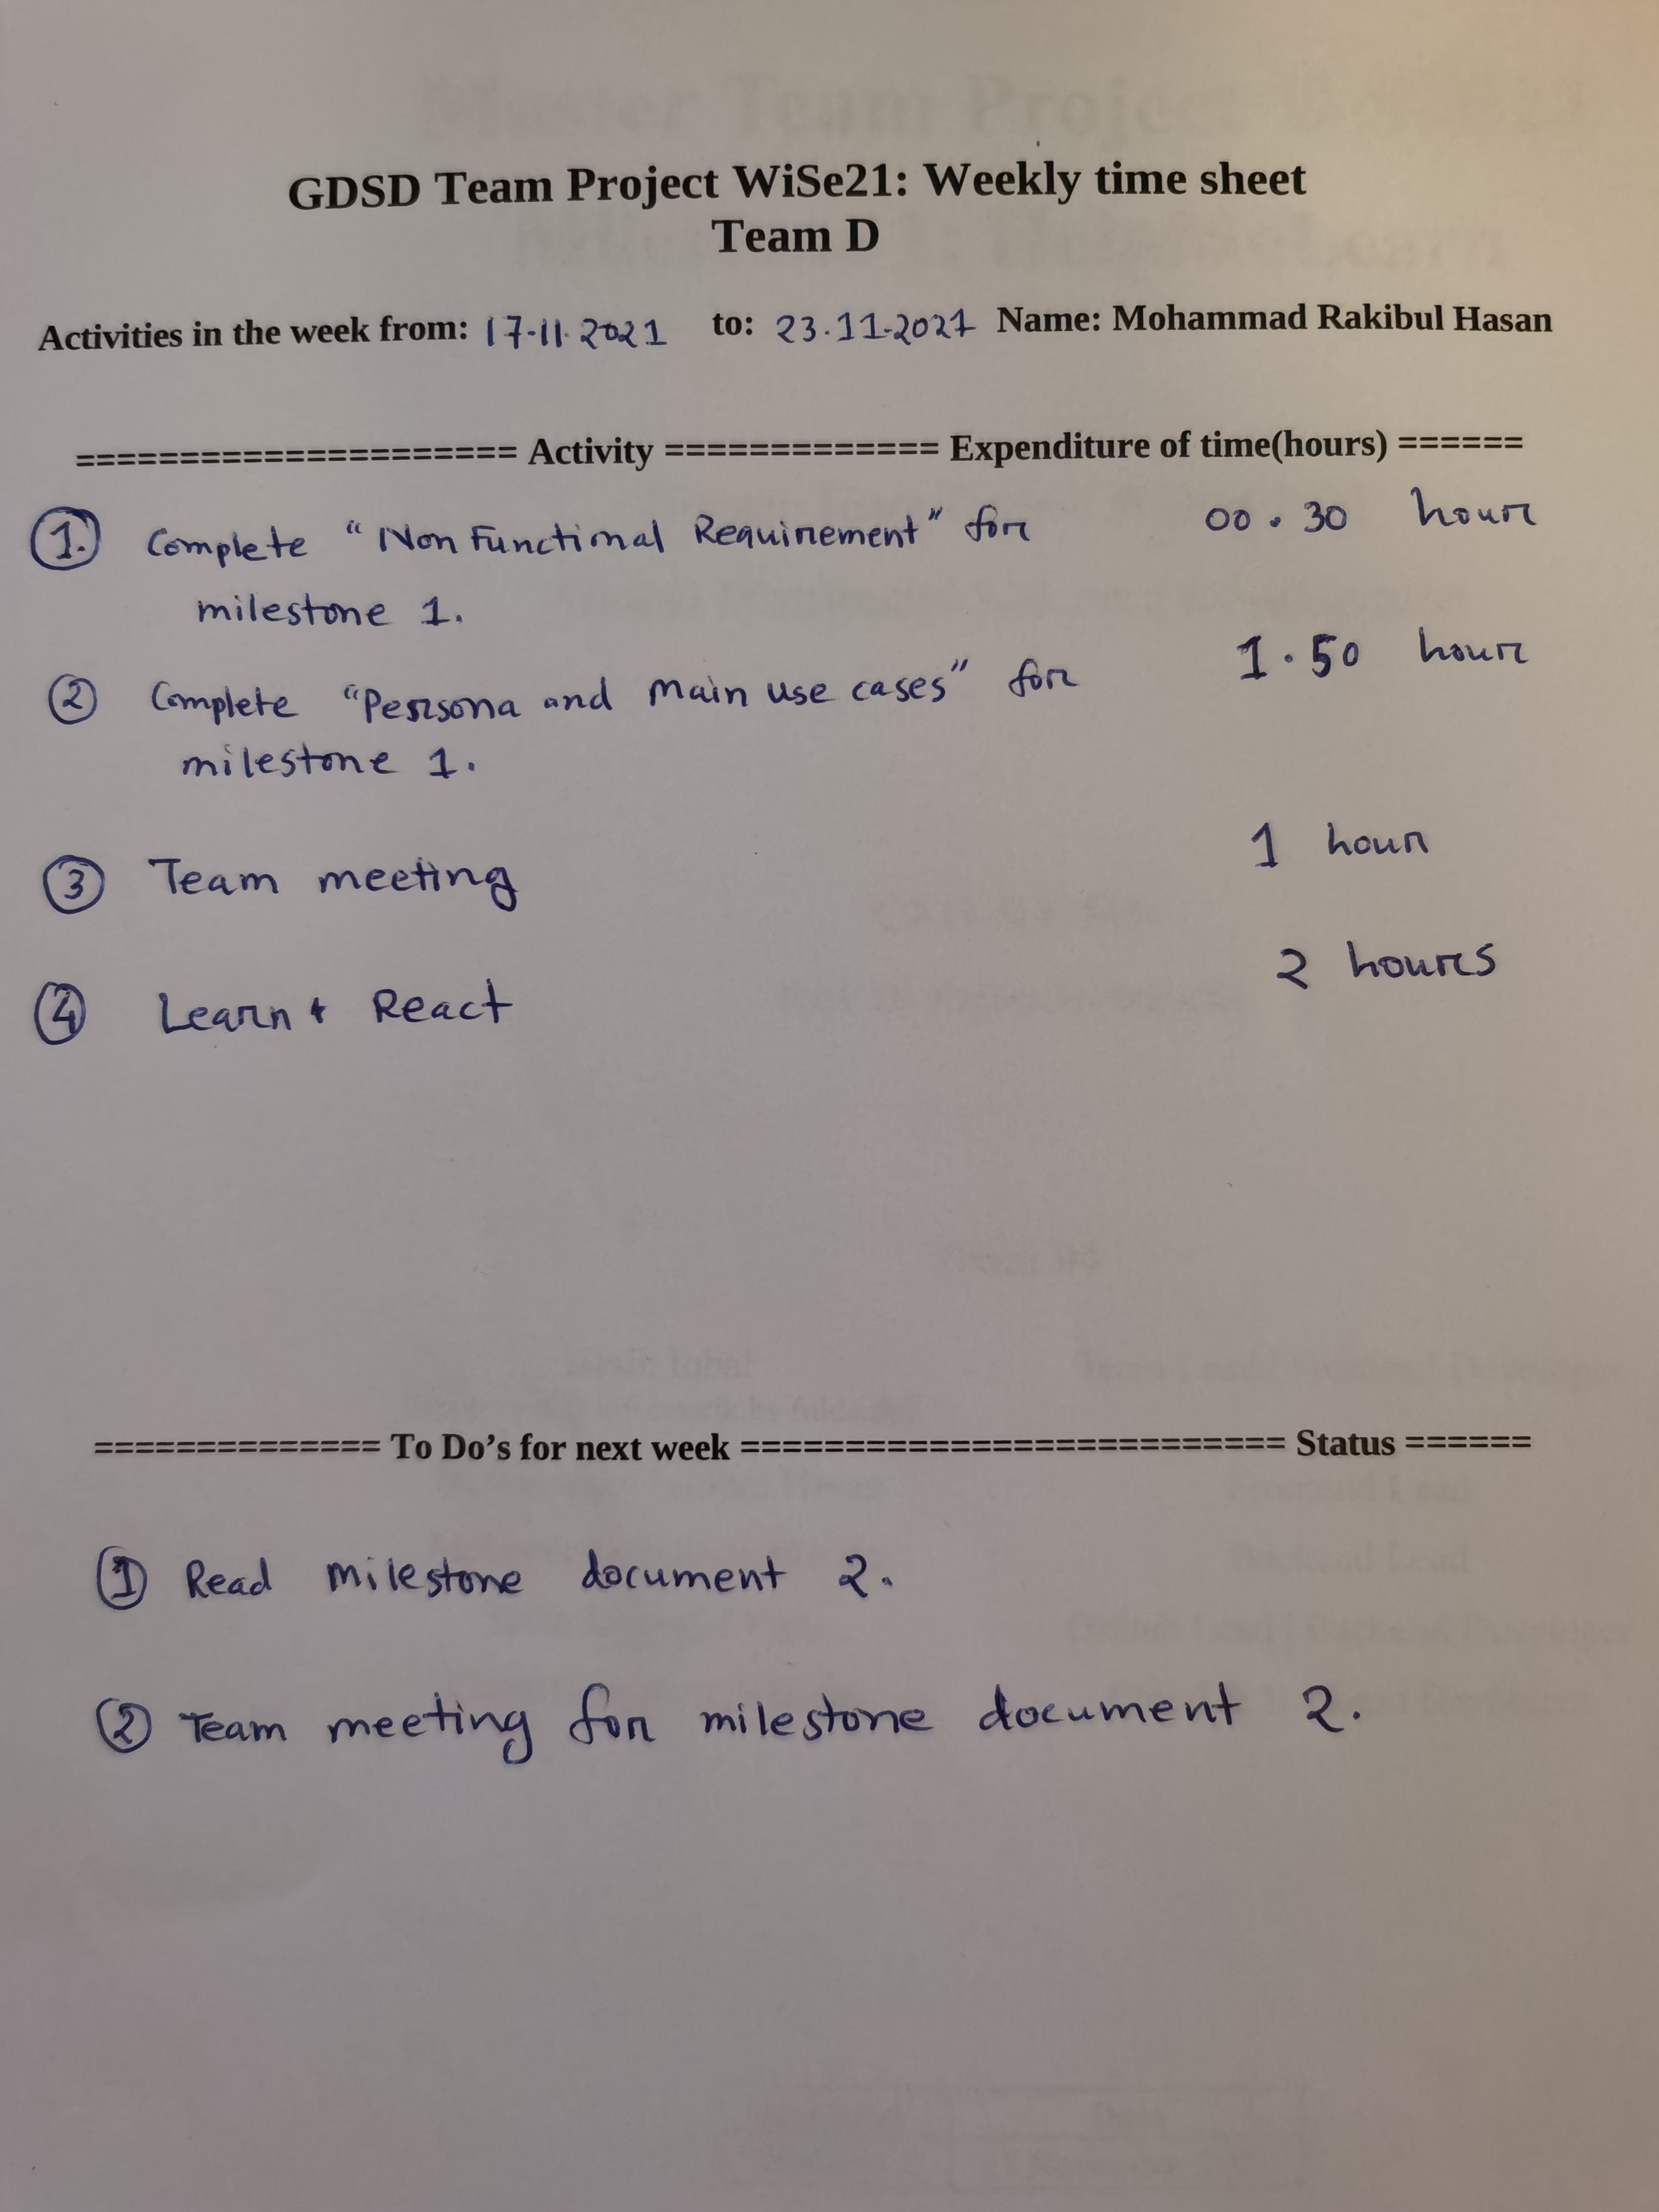 GDSD Team Project WiSe21: Weekly time sheet
Team D
Activities in the week from: 17-11-2021 to: 23.11-2021 Name: Mohammad Rakibul Hasan
===================== Activity ============= Expenditure of time(hours) ======
1. Complete "Non Functional Requirement" for 00.30 hour
milestone 1.
2 Complete "Persona and main use cases" for 1.50 hour
milestone 1.
3 Team meeting 1 hour
4 Learn React 2 hours
============== To Do's for next week ========================== Status ======
1 Read milestone document 2.
2 Team meeting for milestone document 2.